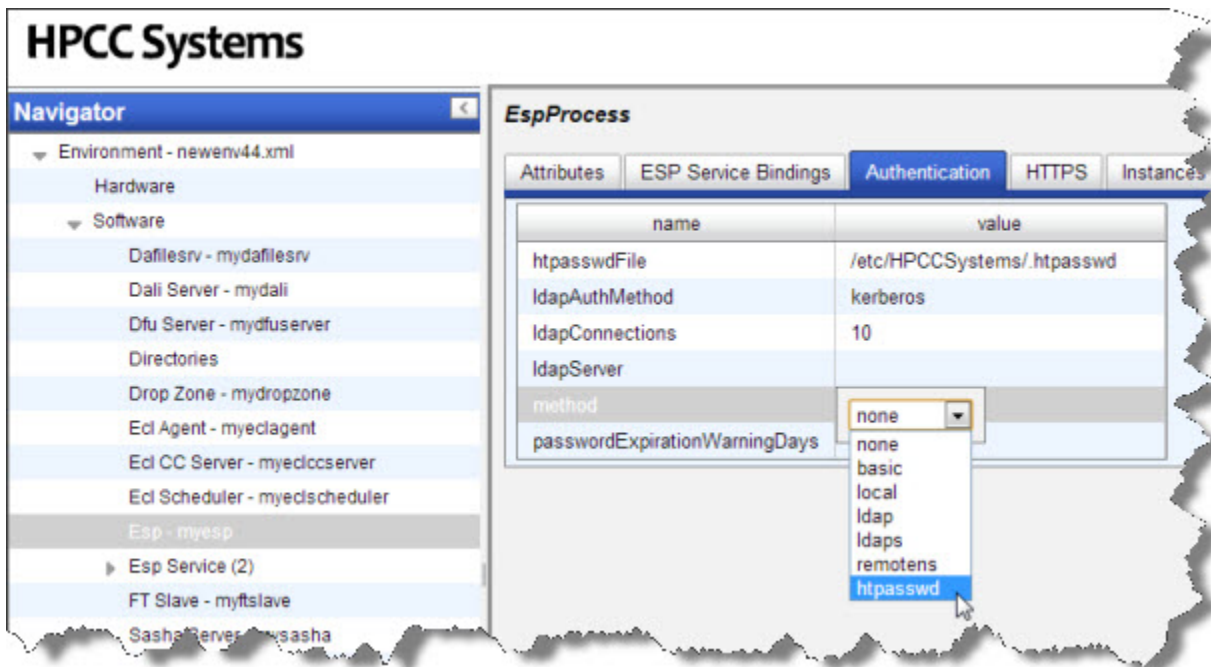 HPCC Systems
Navigator
Environment - newenv44.xml
Hardware
Software
Dafilesrv - mydafilesrv
Dali Server - mydali
Dfu Server - mydfuserver
Directories
Drop Zone - mydropzone
Ecl Agent - myeclagent
Ecl CC Server - myeclccserver
Ecl Scheduler - myeclscheduler
Esp - myesp
Esp Service (2)
FT Slave - myftslave
Sasha Server - mysasha
EspProcess
Attributes ESP Service Bindings Authentication HTTPS Instances
name value
htpasswdFile /etc/HPCCSystems/.htpasswd
ldapAuthMethod kerberos
ldapConnections 10
ldapServer
method none
passwordExpirationWarningDays
none
basic
local
ldap
ldaps
remotens
htpasswd